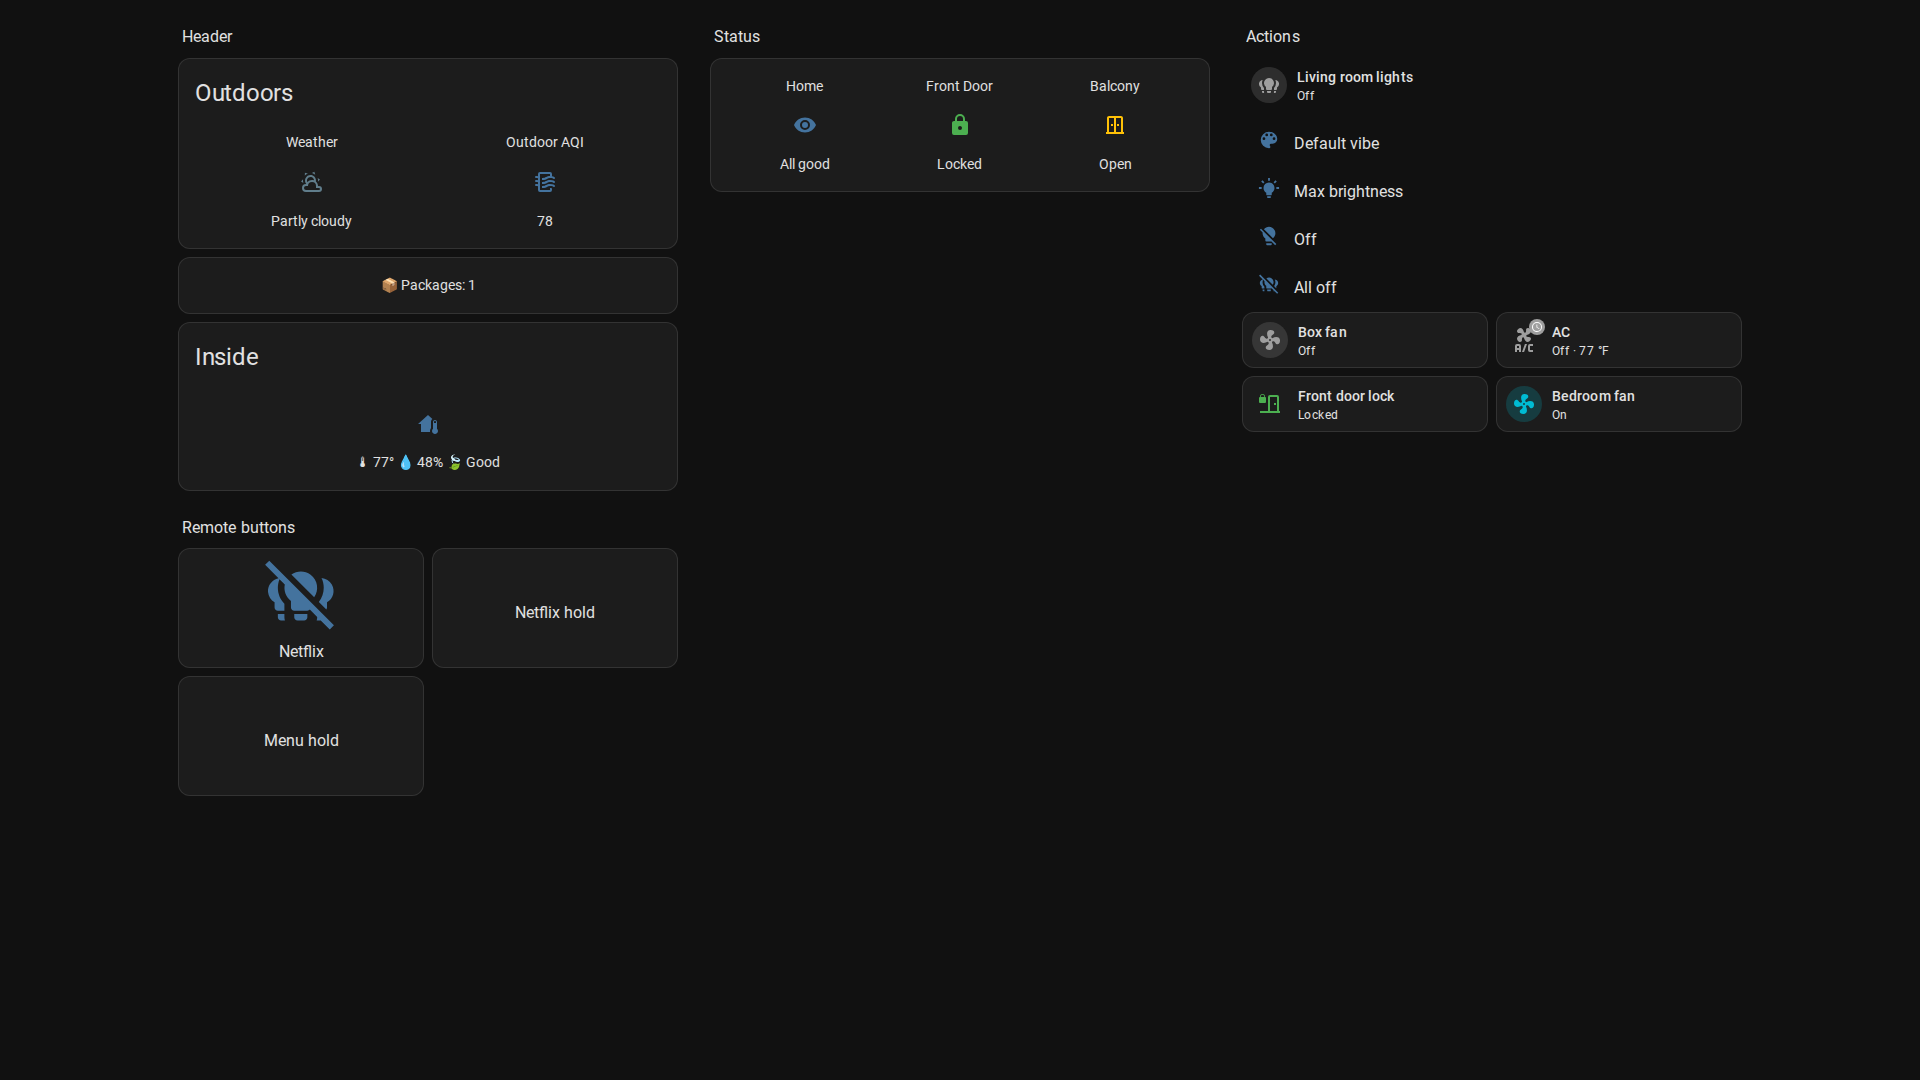 Header
Outdoors
Weather
Outdoor AQI
Partly cloudy
78
📦 Packages: 1
Inside
🌡 77° 💧 48% 🍃 Good
Remote buttons
Netflix
Netflix hold
Menu hold
Status
Home
Front Door
Balcony
All good
Locked
Open
Actions
Living room lights
Off
Default vibe
Max brightness
Off
All off
Box fan
Off
A/C
AC
Off · 77 °F
Front door lock
Locked
Bedroom fan
On